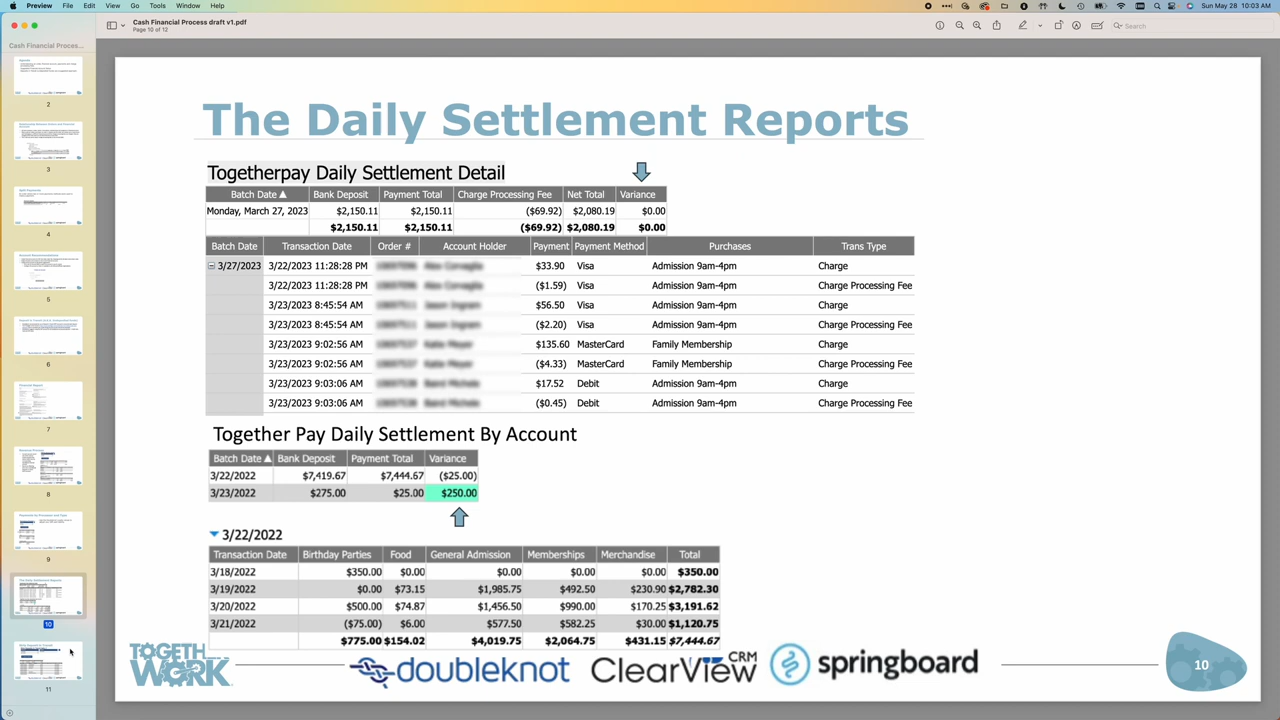 Preview File Edit View Go Tools Window Help Sun May 28 10:03 AM
Cash Financial Process draft v1.pdf
Page 10 of 12
Search
Cash Financial Proces...
2
3
4
5
6
7
8
9
10
11
The Daily Settlement Reports
Togetherpay Daily Settlement Detail
Batch Date Bank Deposit Payment Total Charge Processing Fee Net Total Variance
Monday, March 27, 2023 $2,150.11 $2,150.11 ($69.92) $2,080.19 $0.00
$2,150.11 $2,150.11 ($69.92) $2,080.19 $0.00
Batch Date Transaction Date Order # Account Holder Payment Payment Method Purchases Trans Type
3/27/2023 3/22/2023 11:28:28 PM $33.90 Visa Admission 9am-4pm Charge
3/22/2023 11:28:28 PM ($1.59) Visa Admission 9am-4pm Charge Processing Fee
3/23/2023 8:45:54 AM $56.50 Visa Admission 9am-4pm Charge
3/23/2023 8:45:54 AM ($2.20) Visa Admission 9am-4pm Charge Processing Fee
3/23/2023 9:02:56 AM $135.60 MasterCard Family Membership Charge
3/23/2023 9:02:56 AM ($4.33) MasterCard Family Membership Charge Processing Fee
3/23/2023 9:03:06 AM $17.52 Debit Admission 9am-4pm Charge
3/23/2023 9:03:06 AM ($0.45) Debit Admission 9am-4pm Charge Processing Fee
Together Pay Daily Settlement By Account
Batch Date Bank Deposit Payment Total Variance
3/22/2022 $7,419.67 $7,444.67 ($25.00)
3/23/2022 $275.00 $25.00 $250.00
3/22/2022
Transaction Date Birthday Parties Food General Admission Memberships Merchandise Total
3/18/2022 $350.00 $0.00 $0.00 $0.00 $0.00 $350.00
3/19/2022 $0.00 $73.15 $1,985.75 $492.50 $230.90 $2,782.30
3/20/2022 $500.00 $74.87 $1,456.50 $990.00 $170.25 $3,191.62
3/21/2022 ($75.00) $6.00 $577.50 $582.25 $30.00 $1,120.75
$775.00 $154.02 $4,019.75 $2,064.75 $431.15 $7,444.67
TOGETH
WORK
doubleknot ClearView CRM springboard
10